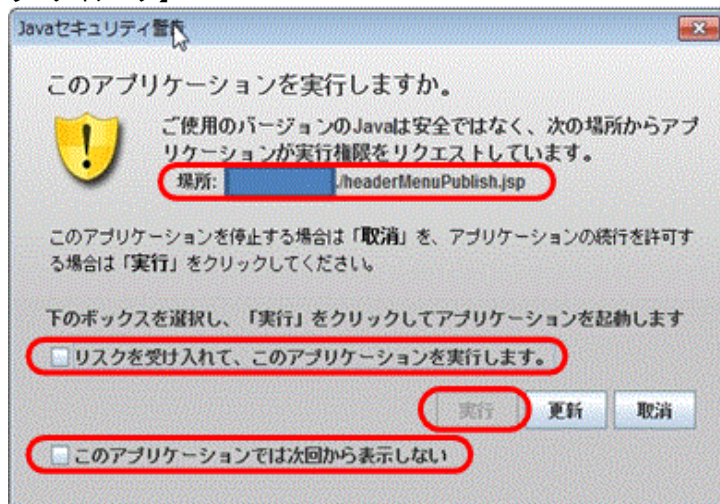 Javaセキュリティ警告
このアプリケーションを実行しますか。
ご使用のバージョンのJavaは安全ではなく、次の場所からアプ
リケーションが実行権限をリクエストしています。
場所: /headerMenuPublish.jsp
このアプリケーションを停止する場合は「取消」を、アプリケーションの続行を許可す
る場合は「実行」をクリックしてください。
下のボックスを選択し、「実行」をクリックしてアプリケーションを起動します
リスクを受け入れて、このアプリケーションを実行します。
実行 更新 取消
このアプリケーションでは次回から表示しない